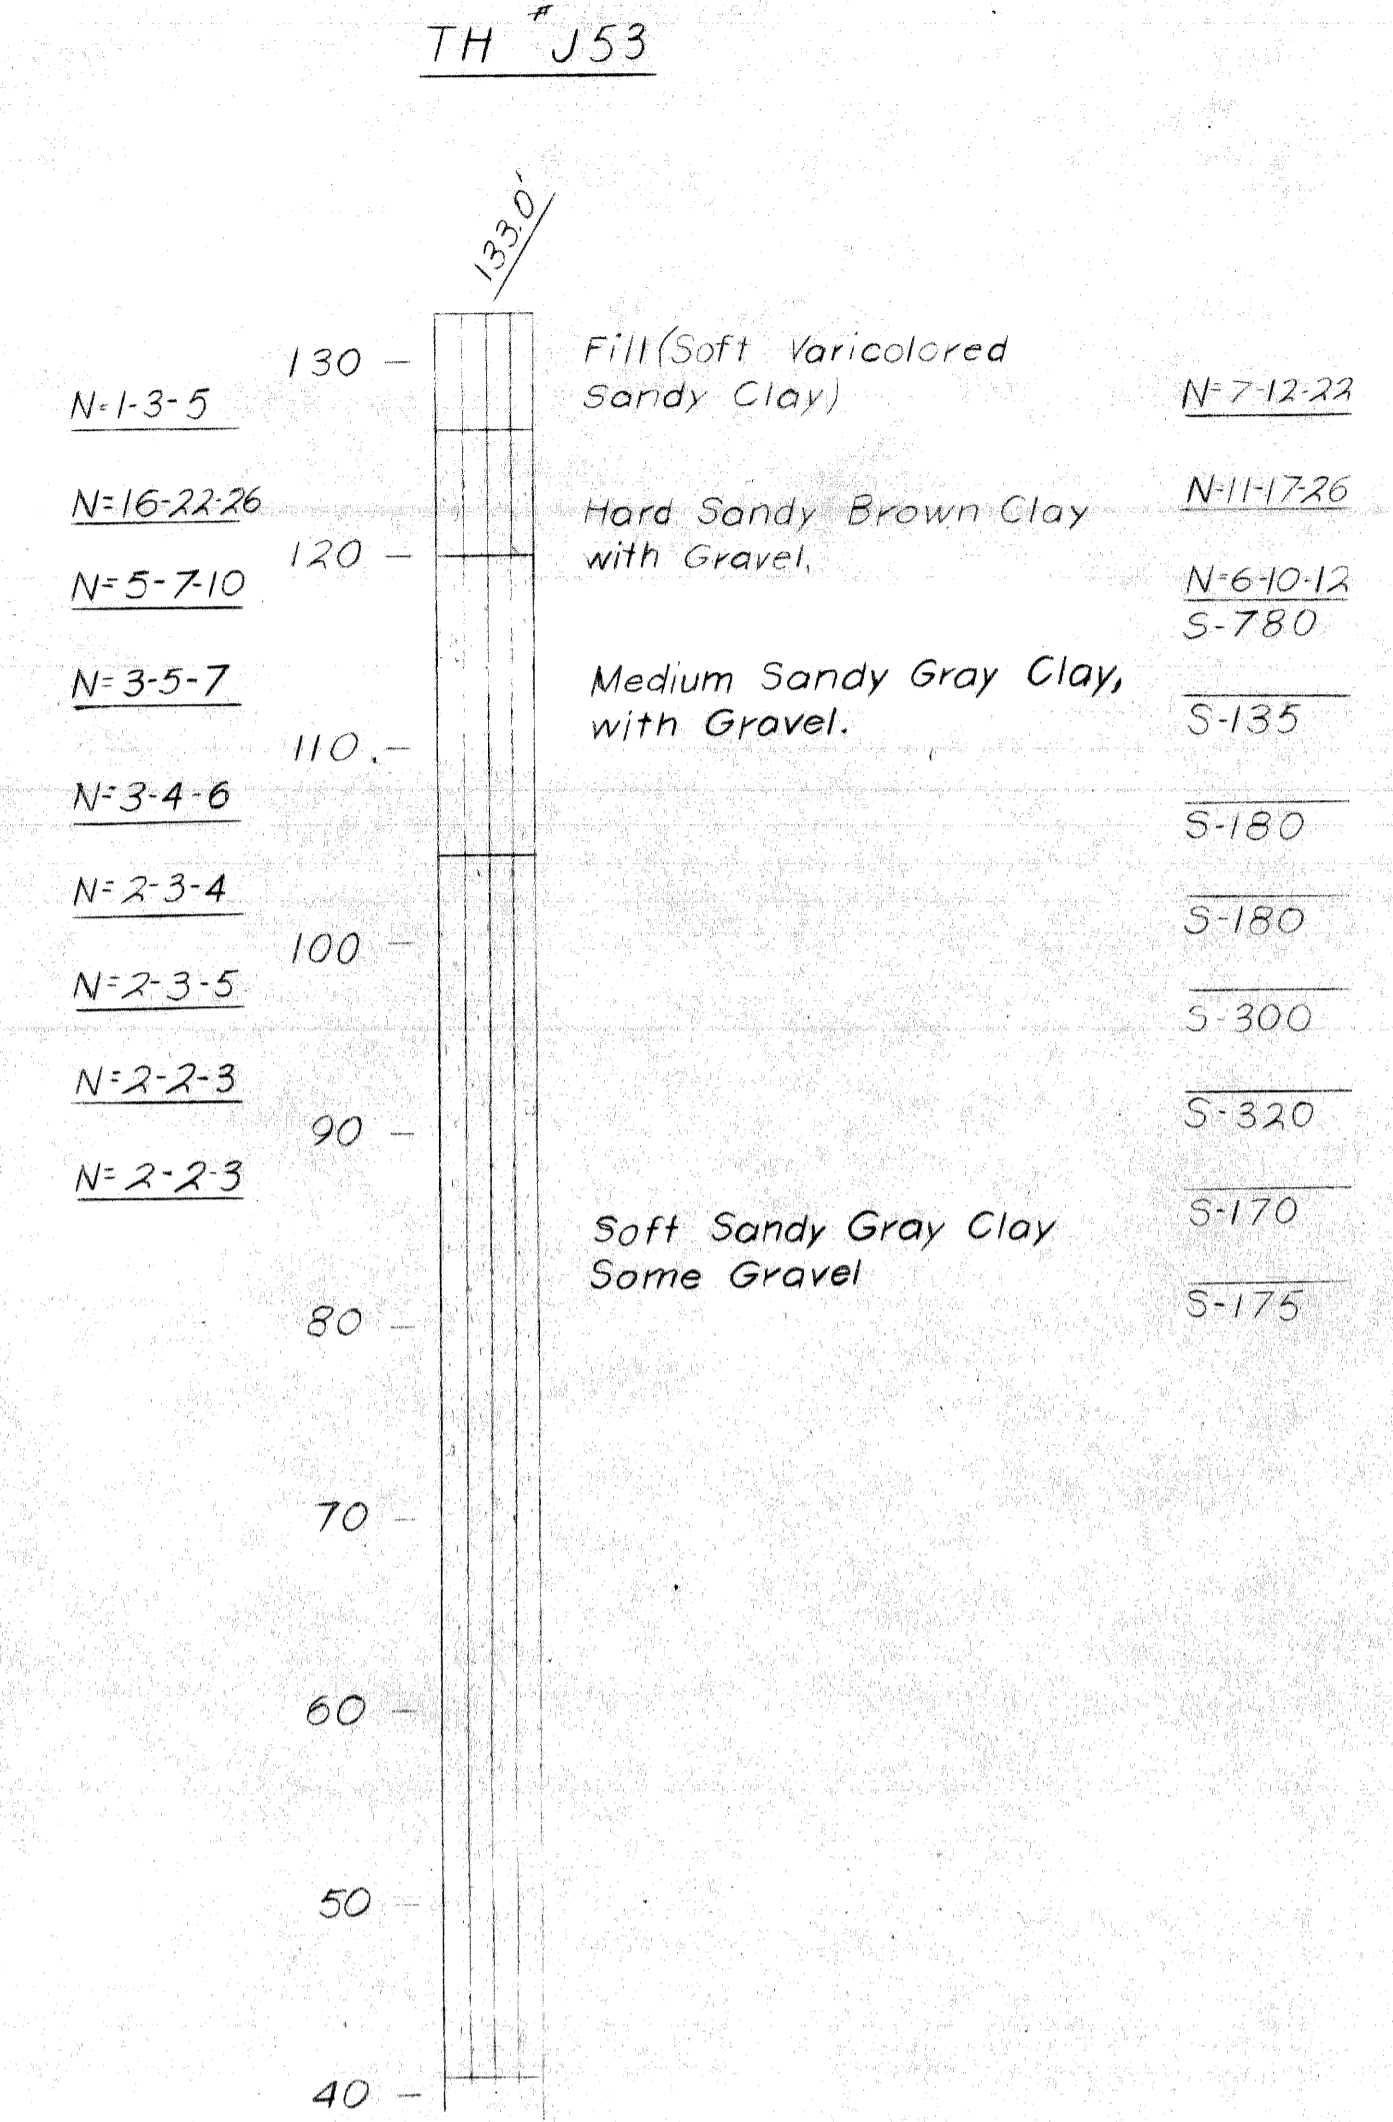 TH #J53
133.0'
130 –
Fill (Soft Varicolored
Sandy Clay)
N=1-3-5
N=7-12-22
N=16-22-26
N=11-17-26
Hard Sandy Brown Clay
with Gravel.
120 –
N=5-7-10
N=6-10-12
S-780
N=3-5-7
Medium Sandy Gray Clay,
with Gravel.
S-135
110 –
N=3-4-6
S-180
N=2-3-4
S-180
100 –
N=2-3-5
S-300
N=2-2-3
S-320
90 –
N=2-2-3
S-170
Soft Sandy Gray Clay
Some Gravel
S-175
80 –
70 –
60 –
50 –
40 –